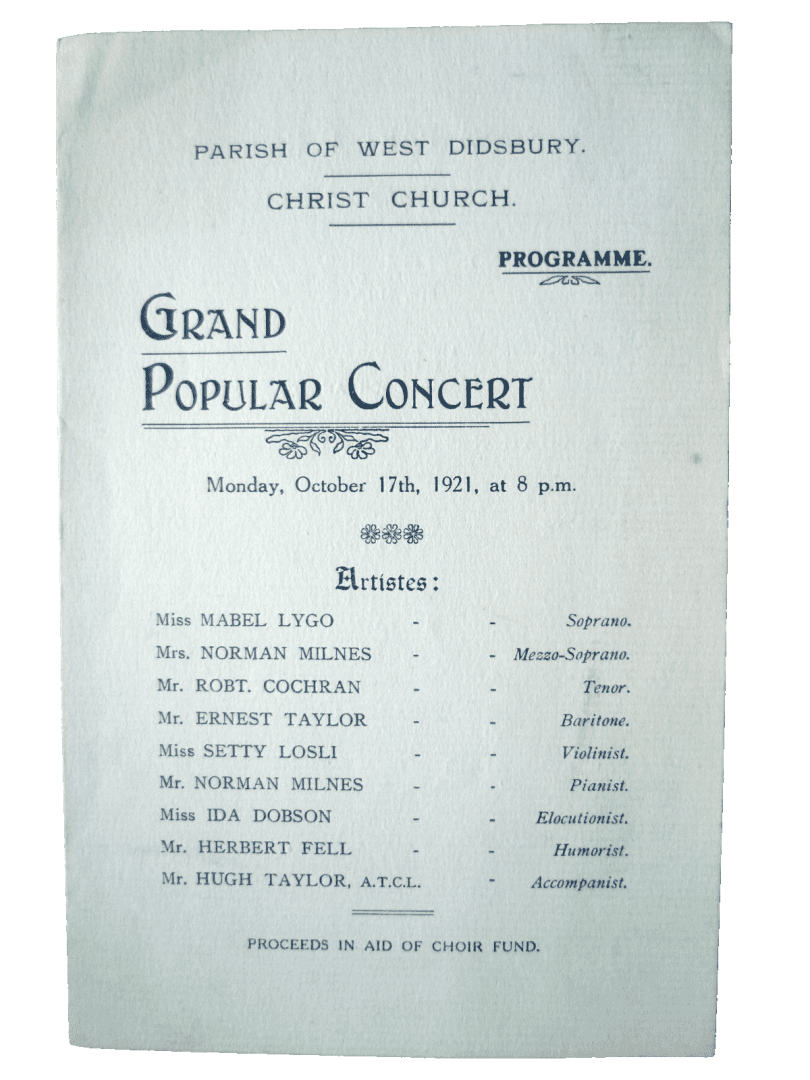 PARISH OF WEST DIDSBURY.
CHRIST CHURCH.
PROGRAMME.
GRAND
POPULAR CONCERT
Monday, October 17th, 1921, at 8 p.m.
Artistes:
Miss MABEL LYGO - - Soprano.
Mrs. NORMAN MILNES - - Mezzo-Soprano.
Mr. ROBT. COCHRAN - - Tenor.
Mr. ERNEST TAYLOR - - Baritone.
Miss SETTY LOSLI - - Violinist.
Mr. NORMAN MILNES - - Pianist.
Miss IDA DOBSON - - Elocutionist.
Mr. HERBERT FELL - - Humorist.
Mr. HUGH TAYLOR, A.T.C.L. - Accompanist.
PROCEEDS IN AID OF CHOIR FUND.